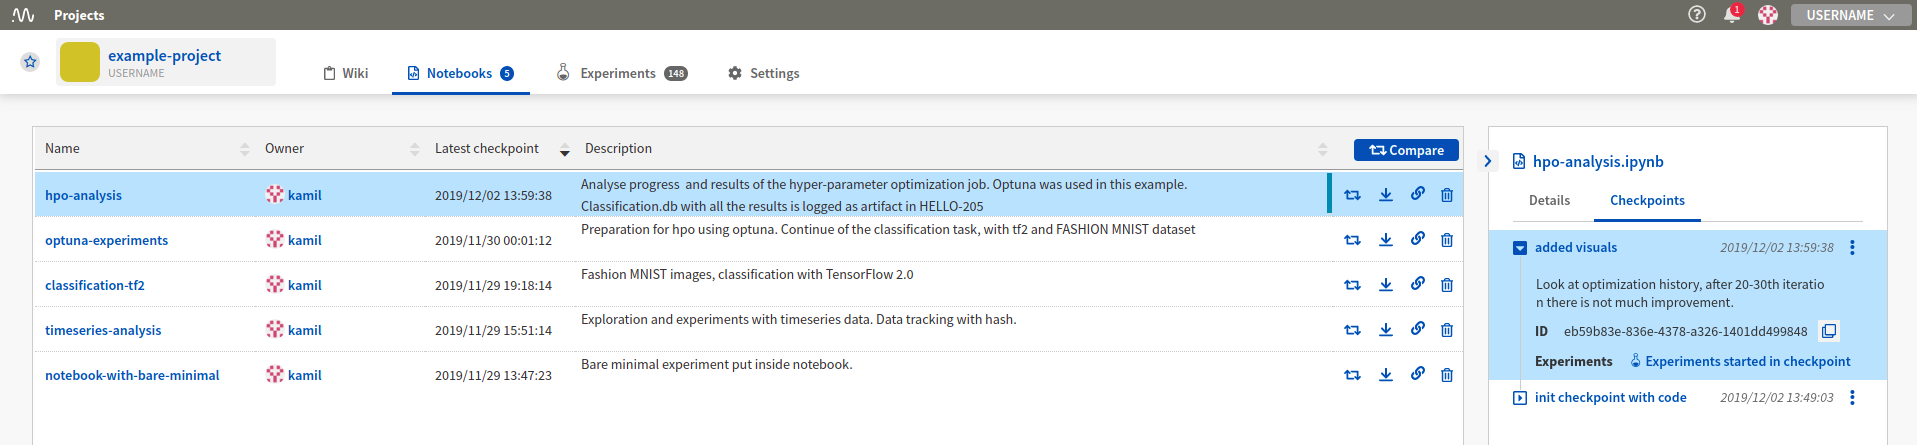 Projects
1
USERNAME
example-project
USERNAME
Wiki
Notebooks 5
Experiments 148
Settings
Name Owner Latest checkpoint Description Compare
hpo-analysis kamil 2019/12/02 13:59:38 Analyse progress  and results of the hyper-parameter optimization job. Optuna was used in this example.
Classification.db with all the results is logged as artifact in HELLO-205
optuna-experiments kamil 2019/11/30 00:01:12 Preparation for hpo using optuna. Continue of the classification task, with tf2 and FASHION MNIST dataset
classification-tf2 kamil 2019/11/29 19:18:14 Fashion MNIST images, classification with TensorFlow 2.0
timeseries-analysis kamil 2019/11/29 15:51:14 Exploration and experiments with timeseries data. Data tracking with hash.
notebook-with-bare-minimal kamil 2019/11/29 13:47:23 Bare minimal experiment put inside notebook.
hpo-analysis.ipynb
Details Checkpoints
added visuals 2019/12/02 13:59:38
Look at optimization history, after 20-30th iteratio
n there is not much improvement.
ID eb59b83e-836e-4378-a326-1401dd499848
Experiments Experiments started in checkpoint
init checkpoint with code 2019/12/02 13:49:03